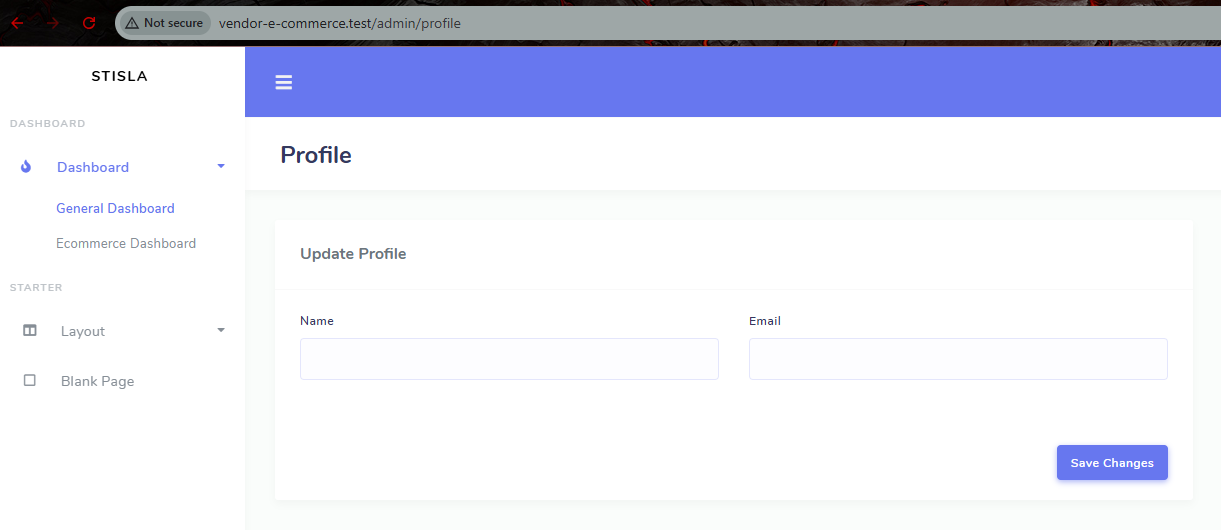 Not secure vendor-e-commerce.test/admin/profile
STISLA
DASHBOARD
Dashboard
General Dashboard
Ecommerce Dashboard
STARTER
Layout
Blank Page
Profile
Update Profile
Name Email
Save Changes